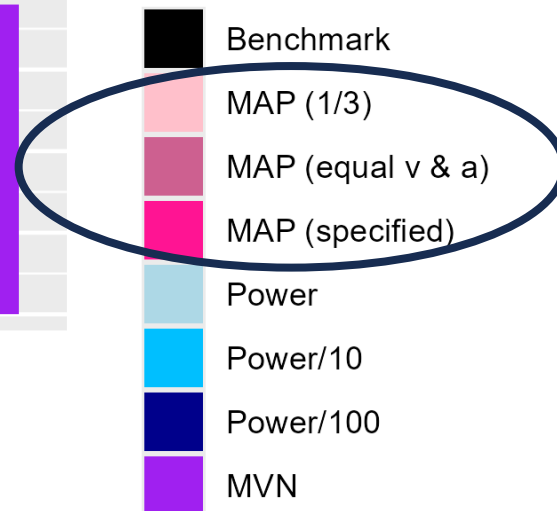 Benchmark
MAP (1/3)
MAP (equal v & a)
MAP (specified)
Power
Power/10
Power/100
MVN